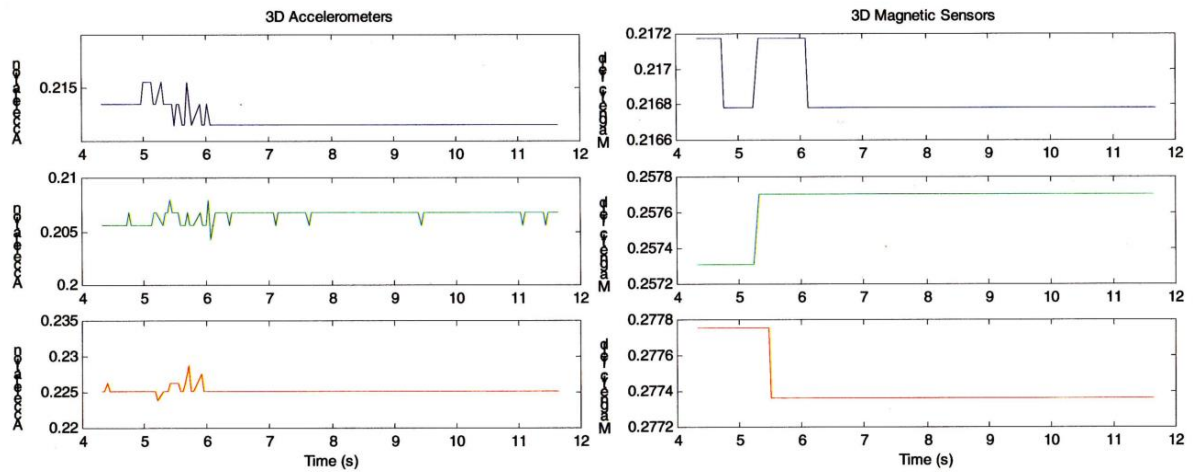 3D Accelerometers
Acceleration
0.215
4 5 6 7 8 9 10 11 12
Acceleration
0.21
0.205
0.2
4 5 6 7 8 9 10 11 12
Acceleration
0.235
0.23
0.225
0.22
4 5 6 7 8 9 10 11 12
Time (s)
3D Magnetic Sensors
0.2172
0.217
0.2168
0.2166
4 5 6 7 8 9 10 11 12
0.2578
0.2576
0.2574
0.2572
4 5 6 7 8 9 10 11 12
0.2778
0.2776
0.2774
0.2772
4 5 6 7 8 9 10 11 12
Time (s)